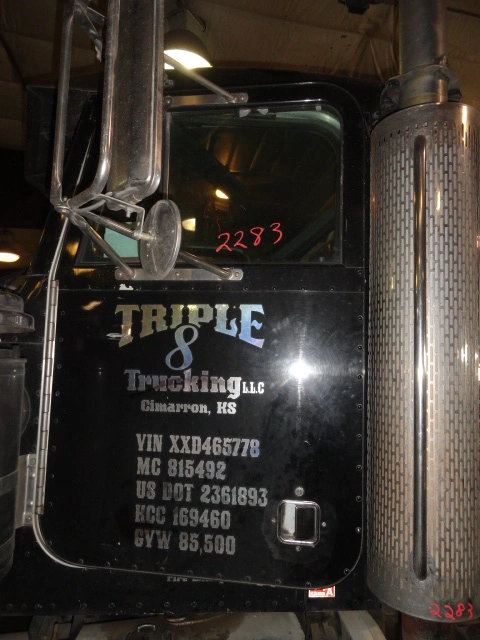 2283
TRIPLE
8
Trucking LLC
Cimarron, KS
VIN XXD465778
MC 815492
US DOT 2361893
KCC 169460
GVW 85,500
2283